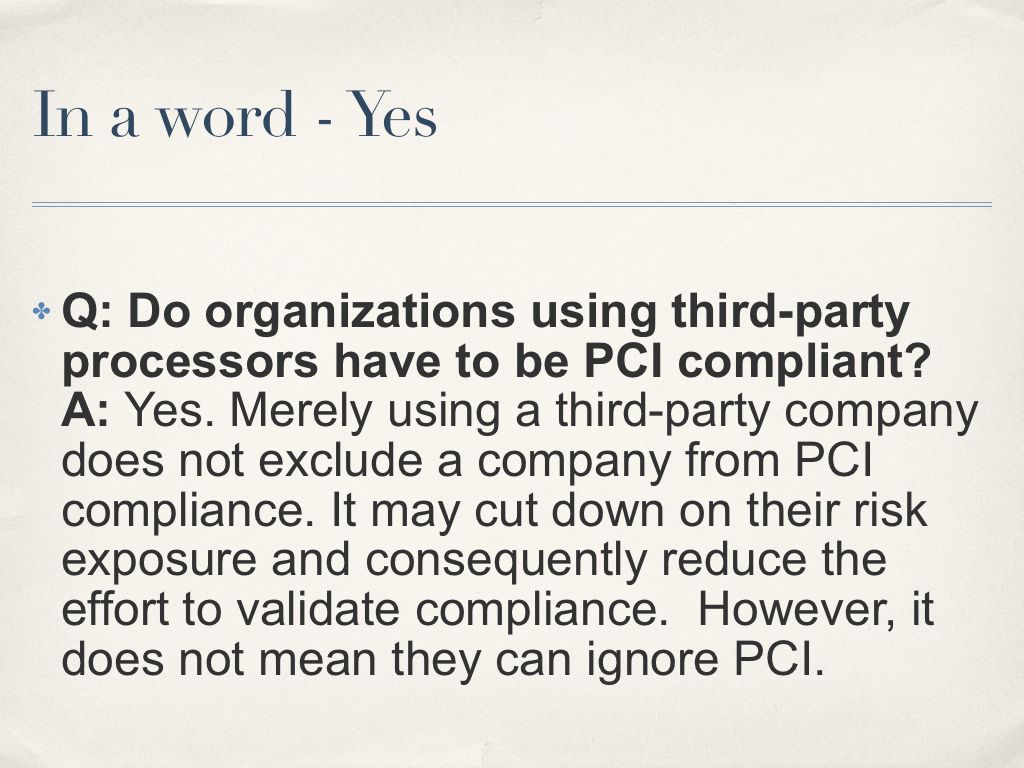 In a word - Yes
Q: Do organizations using third-party
processors have to be PCI compliant?
A: Yes. Merely using a third-party company
does not exclude a company from PCI
compliance. It may cut down on their risk
exposure and consequently reduce the
effort to validate compliance.  However, it
does not mean they can ignore PCI.